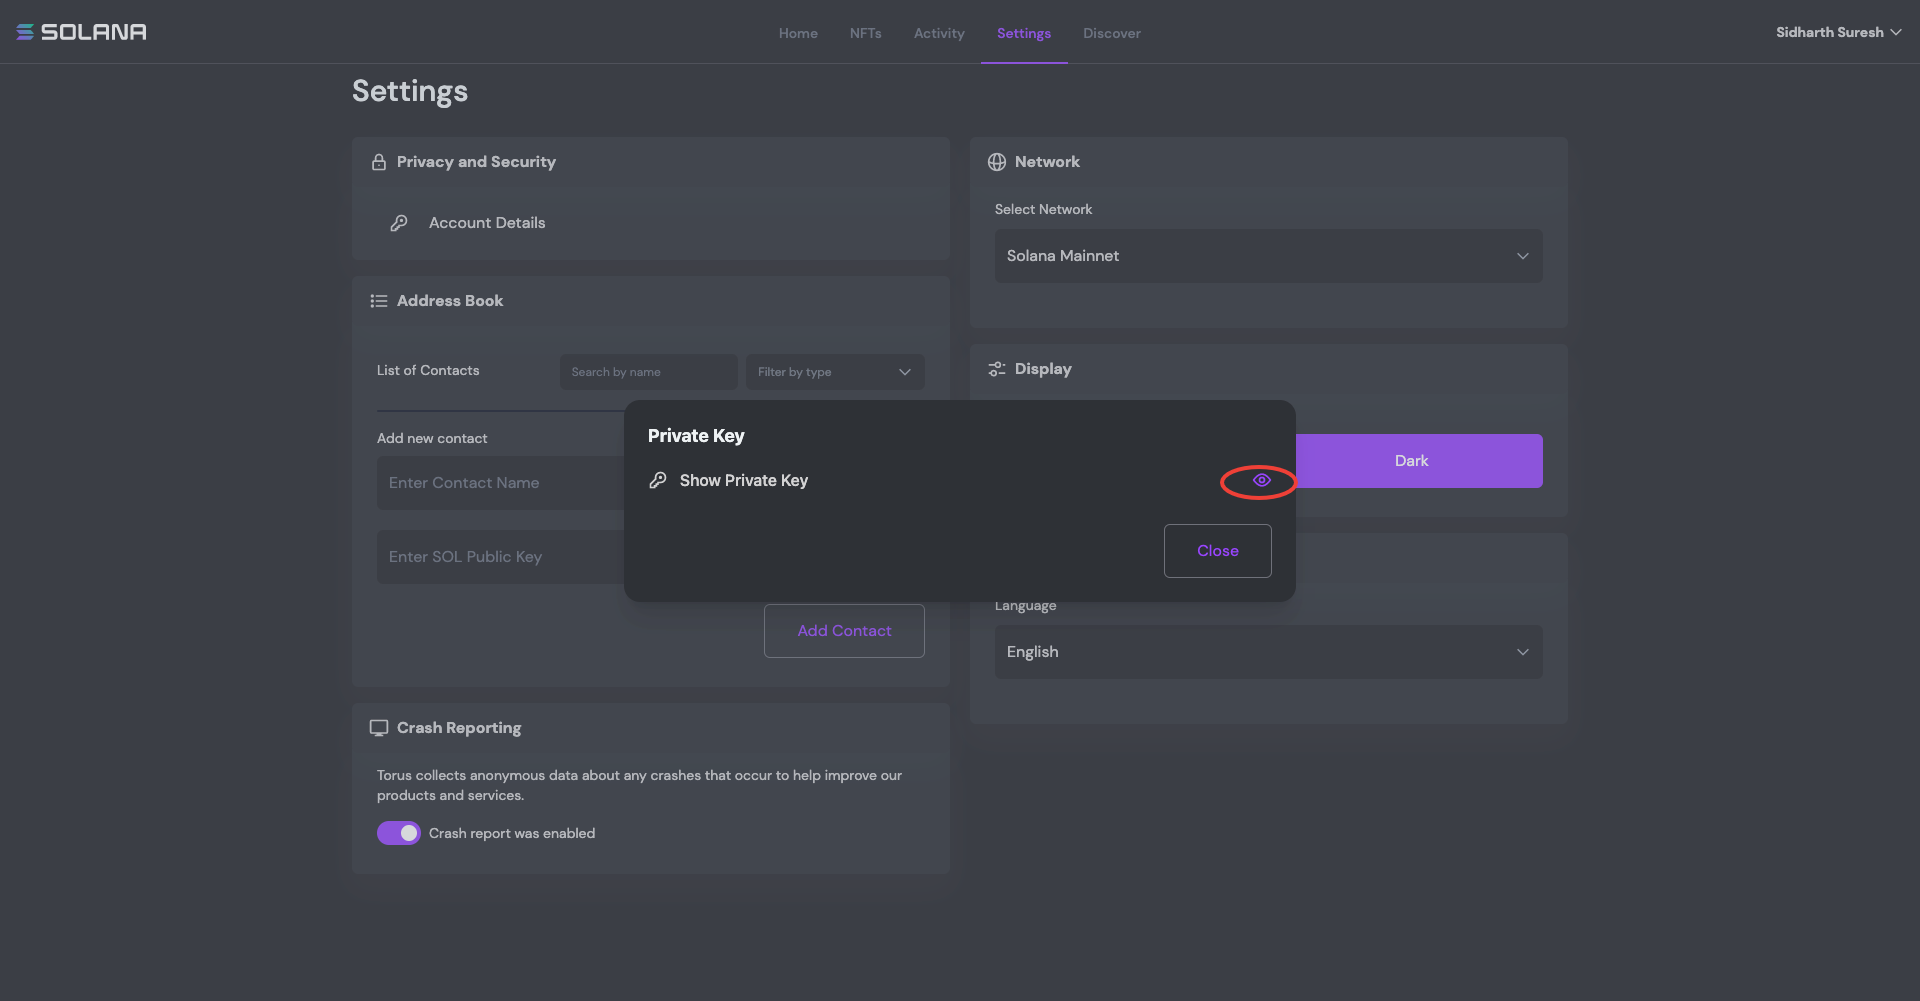 SOLANA
Home NFTs Activity Settings Discover
Sidharth Suresh
Settings
Privacy and Security
Account Details
Address Book
List of Contacts
Search by name
Filter by type
Add new contact
Enter Contact Name
Enter SOL Public Key
Add Contact
Crash Reporting
Torus collects anonymous data about any crashes that occur to help improve our
products and services.
Crash report was enabled
Network
Select Network
Solana Mainnet
Display
Dark
Private Key
Show Private Key
Close
Language
English